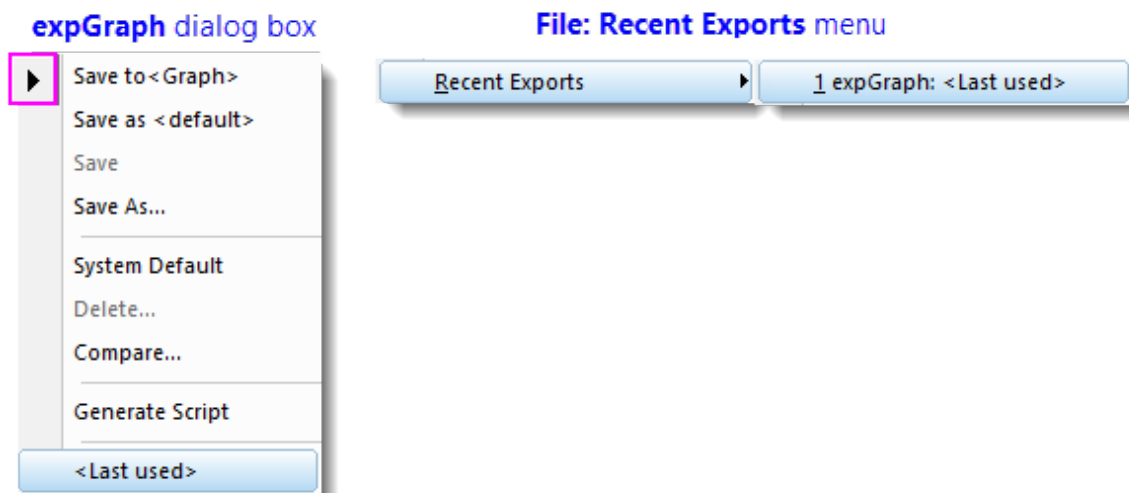 expGraph dialog box
Save to<Graph>
Save as <default>
Save
Save As...
System Default
Delete...
Compare...
Generate Script
<Last used>
File: Recent Exports menu
Recent Exports
1 expGraph: <Last used>